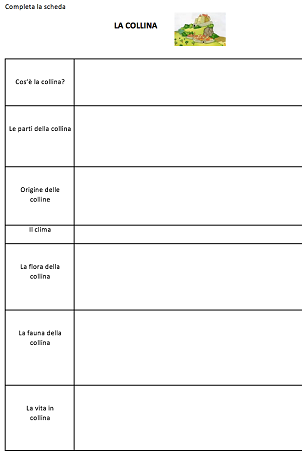 Completa la scheda
LA COLLINA
Cos'è la collina?
Le parti della collina
Origine delle
colline
Il clima
La flora della
collina
La fauna della
collina
La vita in
collina